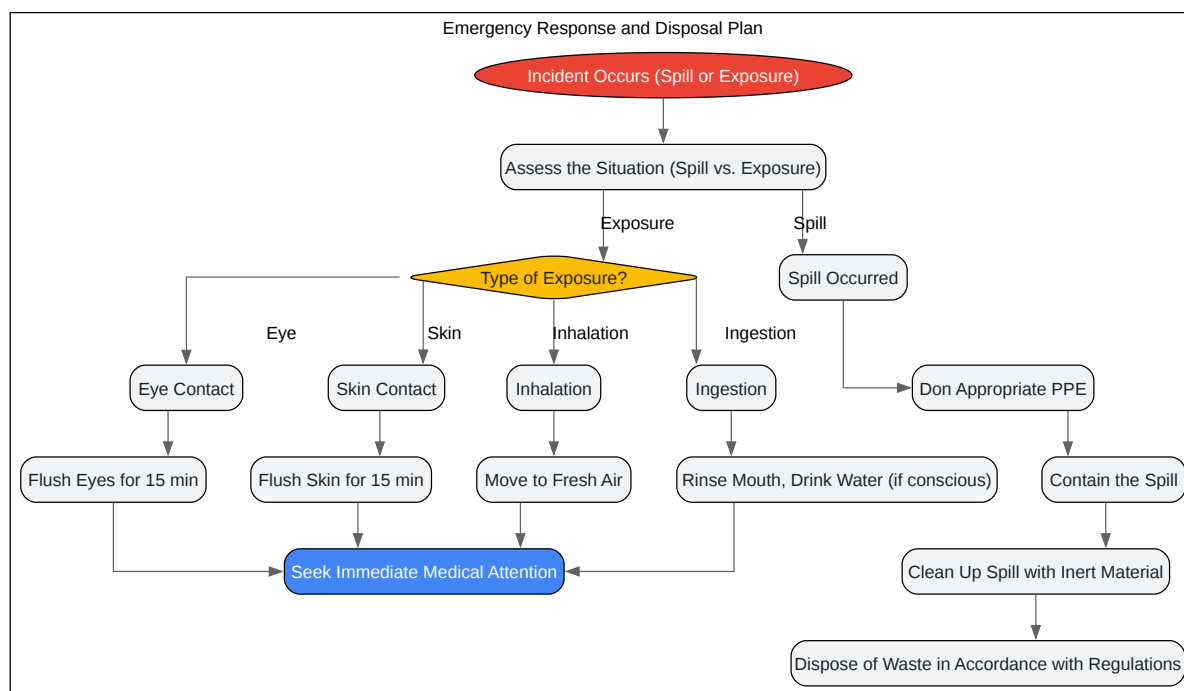 Emergency Response and Disposal Plan
Incident Occurs (Spill or Exposure)
Assess the Situation (Spill vs. Exposure)
Exposure
Spill
Type of Exposure?
Spill Occurred
Eye
Skin
Inhalation
Ingestion
Eye Contact
Skin Contact
Inhalation
Ingestion
Don Appropriate PPE
Flush Eyes for 15 min
Flush Skin for 15 min
Move to Fresh Air
Rinse Mouth, Drink Water (if conscious)
Contain the Spill
Seek Immediate Medical Attention
Clean Up Spill with Inert Material
Dispose of Waste in Accordance with Regulations